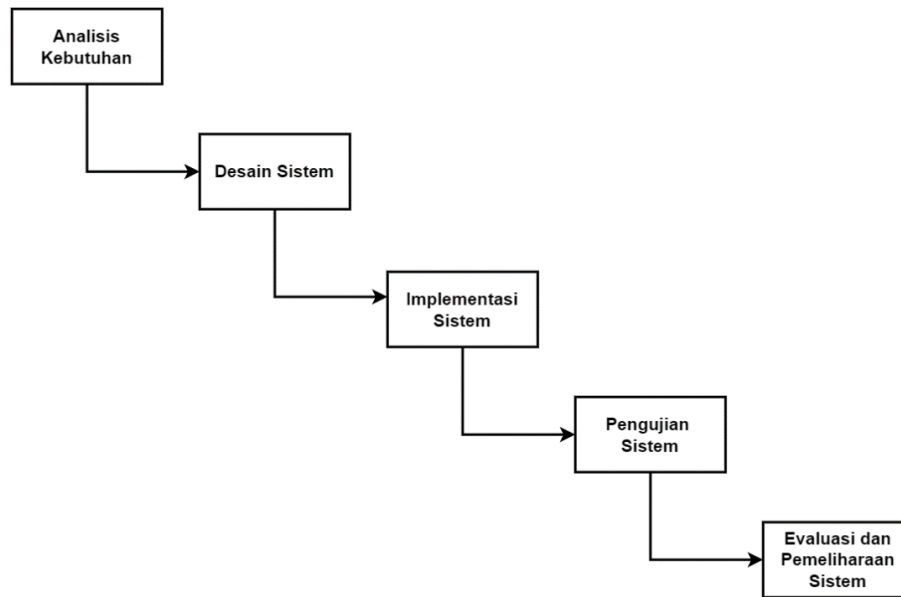 Analisis
Kebutuhan
Desain Sistem
Implementasi
Sistem
Pengujian
Sistem
Evaluasi dan
Pemeliharaan
Sistem